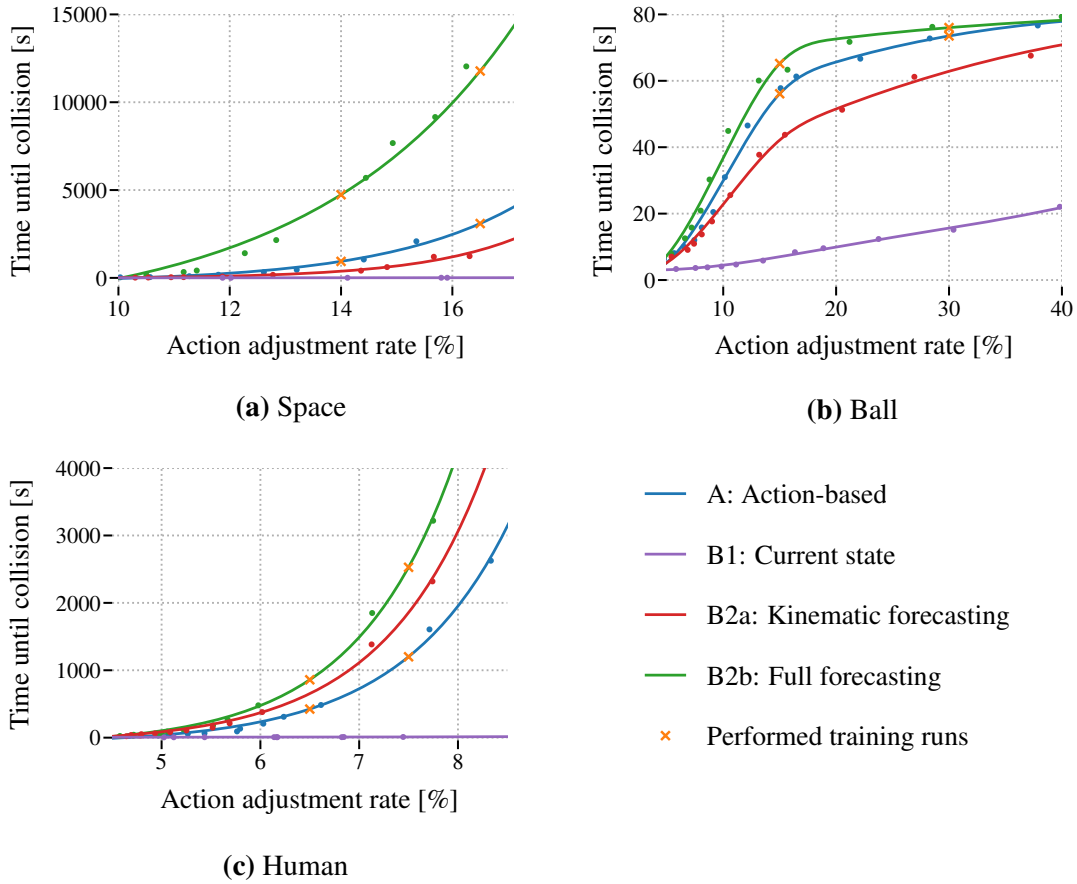 Time until collision [s]
15000
10000
5000
0
10
12
14
16
Action adjustment rate [%]
(a) Space
Time until collision [s]
80
60
40
20
0
10
20
30
40
Action adjustment rate [%]
(b) Ball
Time until collision [s]
4000
3000
2000
1000
0
5
6
7
8
Action adjustment rate [%]
(c) Human
A: Action-based
B1: Current state
B2a: Kinematic forecasting
B2b: Full forecasting
Performed training runs